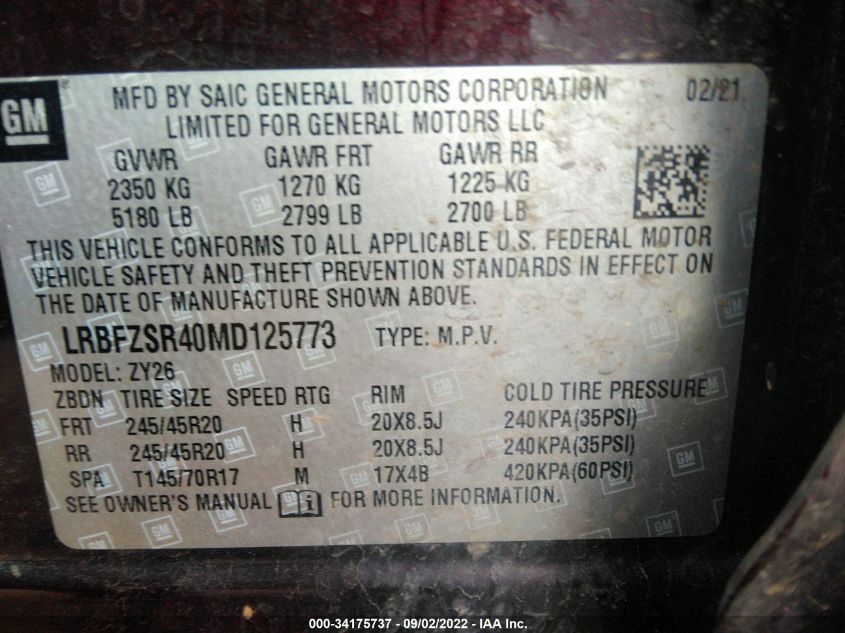 GM
MFD BY SAIC GENERAL MOTORS CORPORATION 02/21
LIMITED FOR GENERAL MOTORS LLC
GVWR GAWR FRT GAWR RR
2350 KG 1270 KG 1225 KG
5180 LB 2799 LB 2700 LB
THIS VEHICLE CONFORMS TO ALL APPLICABLE U.S. FEDERAL MOTOR
VEHICLE SAFETY AND THEFT PREVENTION STANDARDS IN EFFECT ON
THE DATE OF MANUFACTURE SHOWN ABOVE.
LRBFZSR40MD125773 TYPE: M.P.V.
MODEL: ZY26
ZBDN TIRE SIZE SPEED RTG RIM COLD TIRE PRESSURE
FRT 245/45R20 H 20X8.5J 240KPA(35PSI)
RR 245/45R20 H 20X8.5J 240KPA(35PSI)
SPA T145/70R17 M 17X4B 420KPA(60PSI)
SEE OWNER'S MANUAL i FOR MORE INFORMATION.
000-34175737 - 09/02/2022 - IAA Inc.